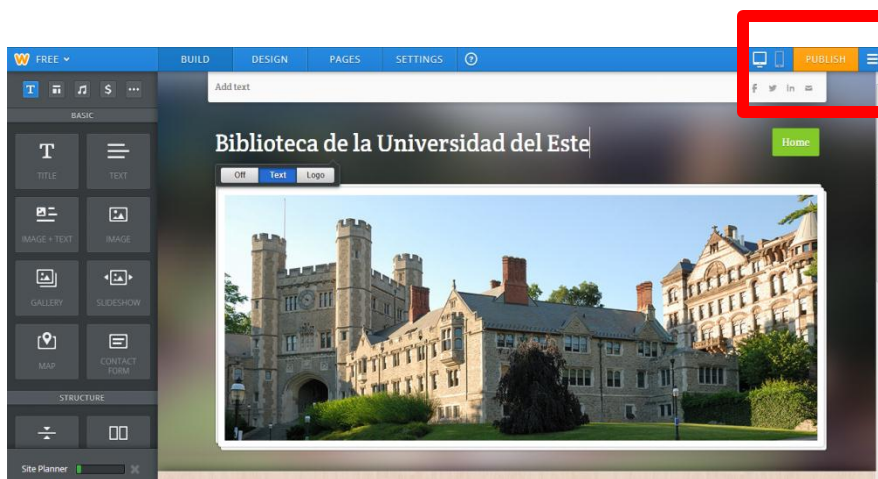 FREE BUILD DESIGN PAGES SETTINGS ? PUBLISH
T $
Add text f in
BASIC
Biblioteca de la Universidad del Este
Home
T
TITLE TEXT
Off Text Logo
IMAGE + TEXT IMAGE
GALLERY SLIDESHOW
MAP CONTACT FORM
STRUCTURE
Site Planner